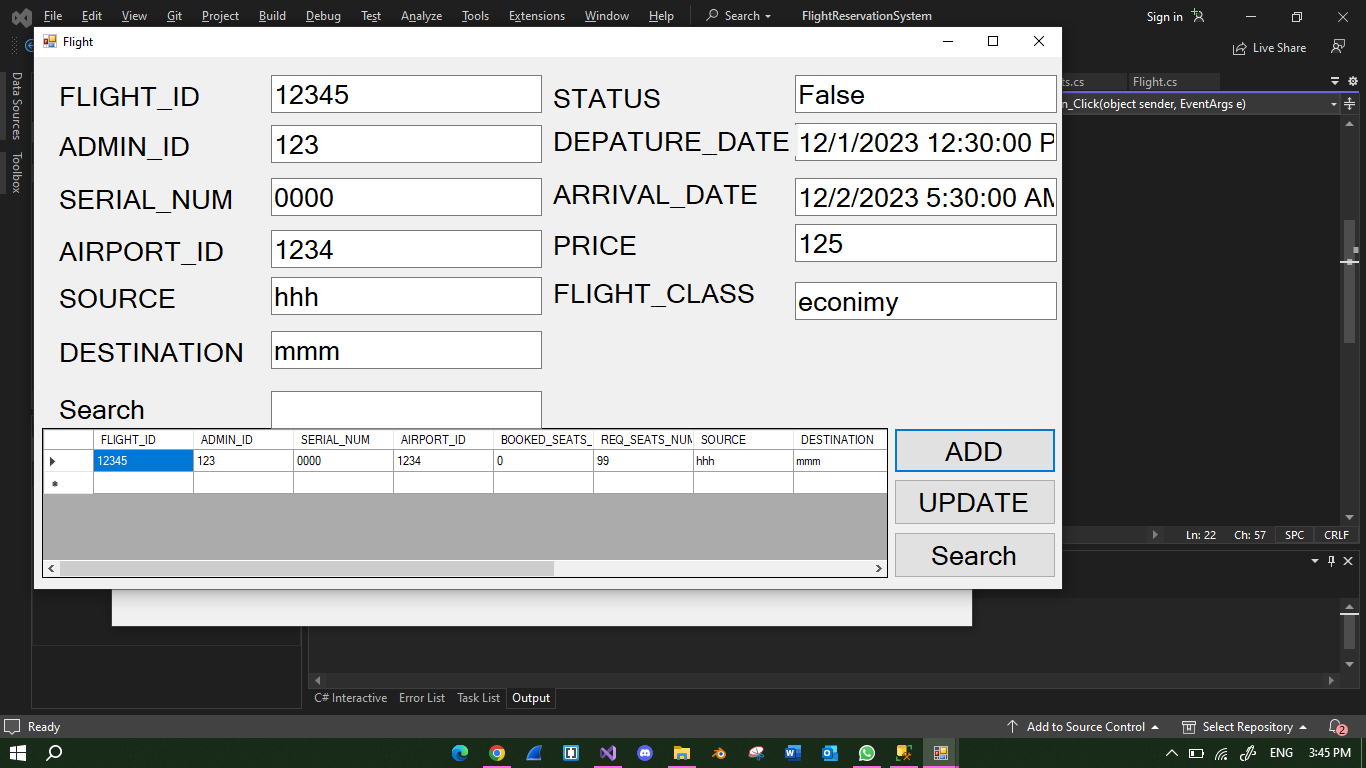 File Edit View Git Project Build Debug Test Analyze Tools Extensions Window Help Search FlightReservationSystem Sign in
Live Share
Flight
Data Sources
Toolbox
Flight.cs
_Click(object sender, EventArgs e)
FLIGHT_ID 12345 STATUS False
ADMIN_ID 123 DEPATURE_DATE 12/1/2023 12:30:00 P
SERIAL_NUM 0000 ARRIVAL_DATE 12/2/2023 5:30:00 AM
AIRPORT_ID 1234 PRICE 125
SOURCE hhh FLIGHT_CLASS econimy
DESTINATION mmm
Search
FLIGHT_ID ADMIN_ID SERIAL_NUM AIRPORT_ID BOOKED_SEATS_ REQ_SEATS_NUM SOURCE DESTINATION
12345 123 0000 1234 0 99 hhh mmm
ADD
UPDATE
Search
Ln: 22 Ch: 57 SPC CRLF
C# Interactive Error List Task List Output
Ready Add to Source Control Select Repository 2
ENG 3:45 PM